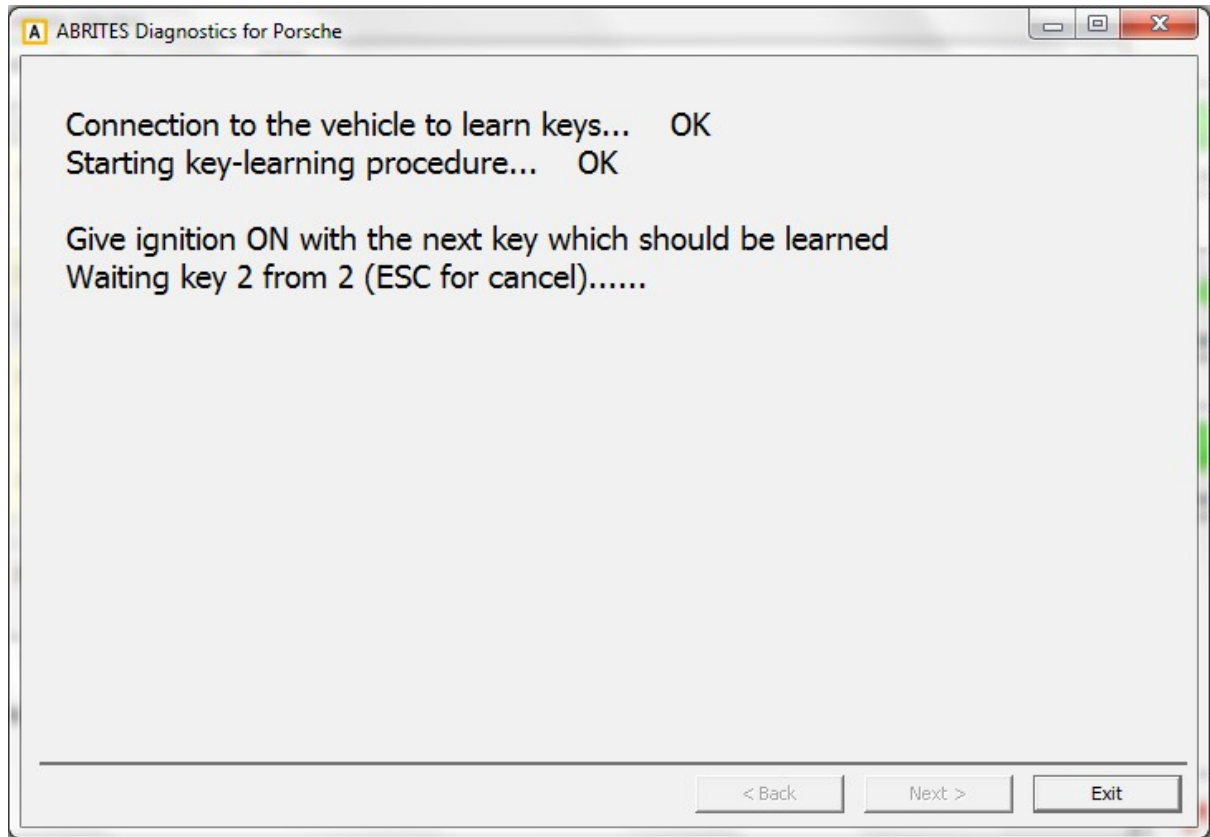 A ABRITES Diagnostics for Porsche
Connection to the vehicle to learn keys... OK
Starting key-learning procedure... OK
Give ignition ON with the next key which should be learned
Waiting key 2 from 2 (ESC for cancel)......
< Back Next > Exit